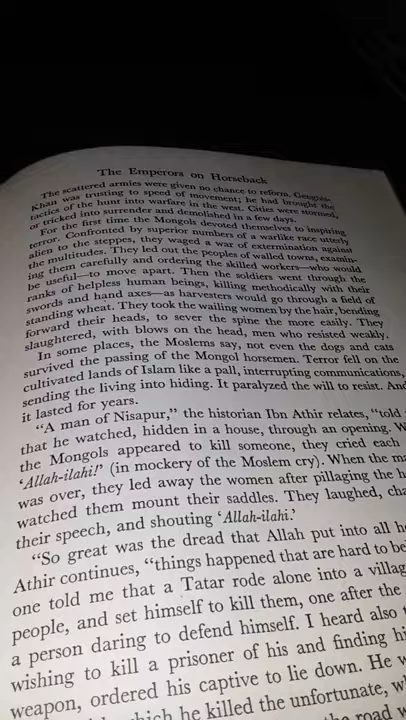 The Emperors on Horseback
The scattered armies were given no chance to reform. Genghis
Khan was trusting to speed of movement; he had brought the
tactics of the hunt into warfare in the west. Cities were stormed,
or tricked into surrender and demolished in a few days.
For the first time the Mongols devoted themselves to inspiring
terror. Confronted by superior numbers of a warlike race utterly
alien to the steppes, they waged a war of extermination against
the multitudes. They led out the peoples of walled towns, examin-
ing them carefully and ordering the skilled workers—who would
be useful—to move apart. Then the soldiers went through the
ranks of helpless human beings, killing methodically with their
swords and hand axes—as harvesters would go through a field of
standing wheat. They took the wailing women by the hair, bending
forward their heads, to sever the spine the more easily. They
slaughtered, with blows on the head, men who resisted weakly.
In some places, the Moslems say, not even the dogs and cats
survived the passing of the Mongol horsemen. Terror fell on the
cultivated lands of Islam like a pall, interrupting communications,
sending the living into hiding. It paralyzed the will to resist. And
it lasted for years.
"A man of Nisapur," the historian Ibn Athir relates, "told
that he watched, hidden in a house, through an opening. W
the Mongols appeared to kill someone, they cried each
'Allah-ilahi!' (in mockery of the Moslem cry). When the ma
was over, they led away the women after pillaging the h
watched them mount their saddles. They laughed, cha
their speech, and shouting 'Allah-ilahi.'
"So great was the dread that Allah put into all he
Athir continues, "things happened that are hard to be
one told me that a Tatar rode alone into a villag
people, and set himself to kill them, one after the
a person daring to defend himself. I heard also
wishing to kill a prisoner of his and finding hi
weapon, ordered his captive to lie down. He w
which he killed the unfortunate, w
the road w